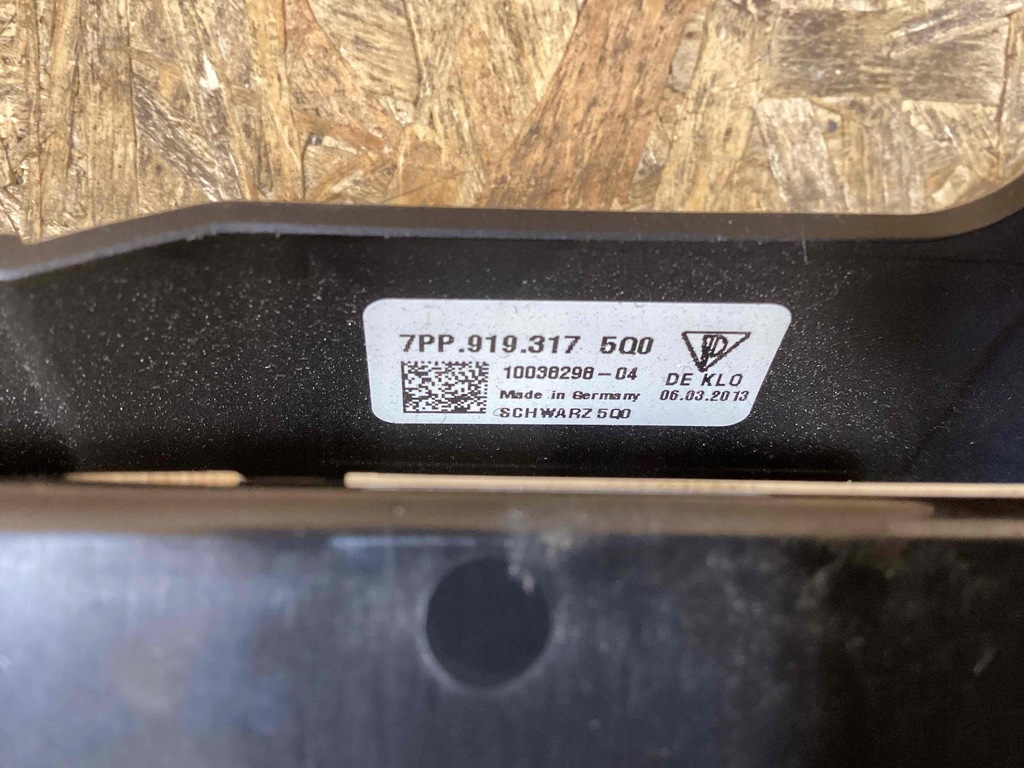 7PP.919.317 5Q0
10038298-04
DE KLO
Made in Germany
06.03.2013
SCHWARZ 5Q0